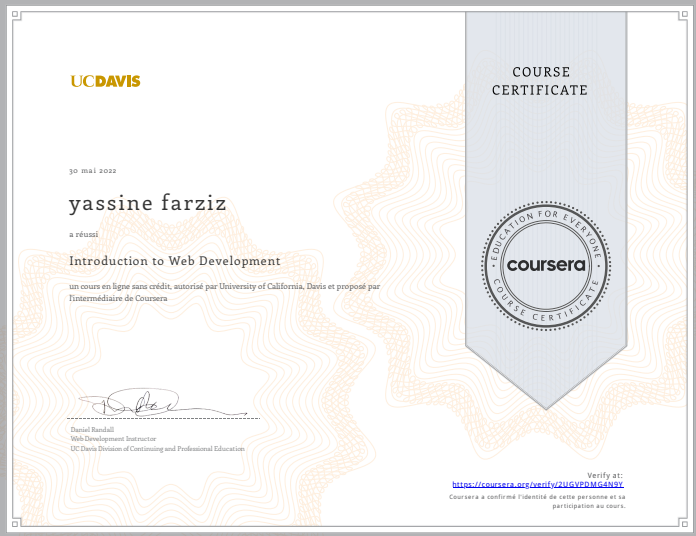 UCDAVIS
COURSE
CERTIFICATE
30 mai 2022
yassine farziz
a réussi
Introduction to Web Development
un cours en ligne sans crédit, autorisé par University of California, Davis et proposé par
l'intermédiaire de Coursera
EDUCATION FOR EVERYONE
coursera
COURSE CERTIFICATE
Daniel Randall
Web Development Instructor
UC Davis Division of Continuing and Professional Education
Verify at:
https://coursera.org/verify/2UGVPDMG4N9Y
Coursera a confirmé l'identité de cette personne et sa
participation au cours.